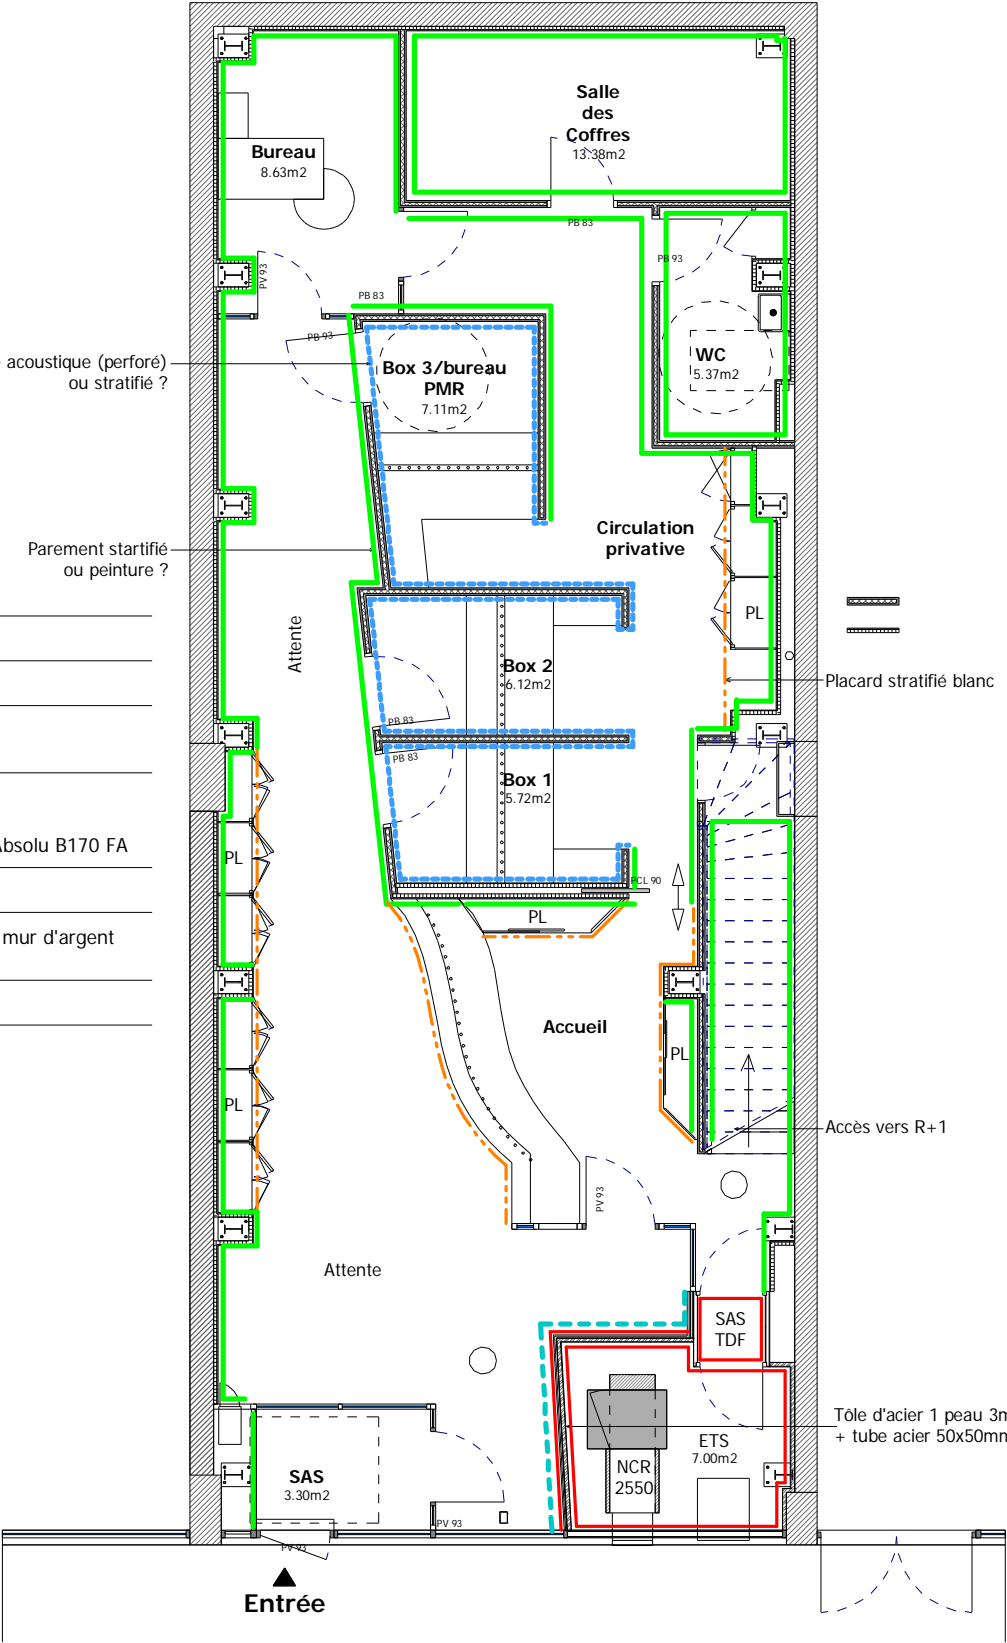 Salle
des
Coffres
13.38m2
Bureau
8.63m2
PB 83
PV 93
PB 93
PB 83
PB 93
acoustique (perforé)
ou stratifié ?
Box 3/bureau
PMR
7.11m2
WC
5.37m2
Circulation
privative
Parement startifié
ou peinture ?
PL
Attente
Box 2
6.12m2
Placard stratifié blanc
PB 83
PB 83
Box 1
5.72m2
Absolu B170 FA
PL
PCL 90
PL
mur d'argent
Accueil
PL
PL
Accès vers R+1
PV 93
Attente
SAS
TDF
Tôle d'acier 1 peau 3m
+ tube acier 50x50mm
ETS
7.00m2
NCR
2550
SAS
3.30m2
PV 93
PV 93
Entrée